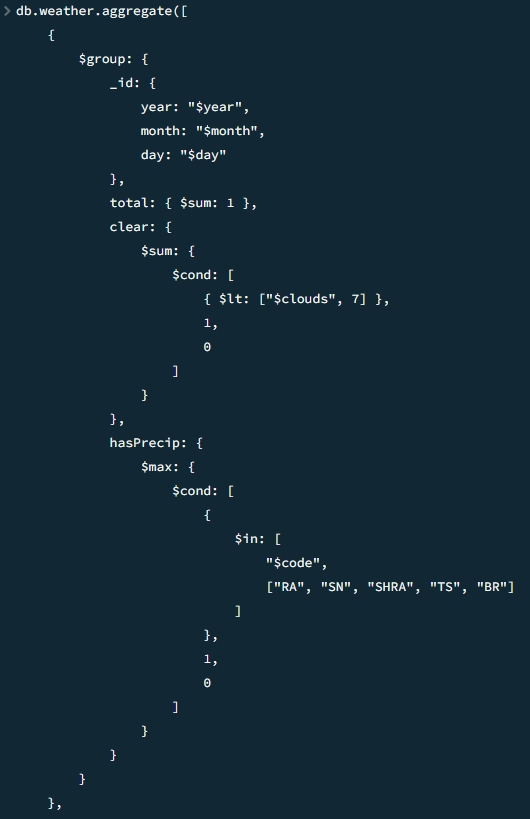 > db.weather.aggregate([
    {
        $group: {
            _id: {
                year: "$year",
                month: "$month",
                day: "$day"
            },
            total: { $sum: 1 },
            clear: {
                $sum: {
                    $cond: [
                        { $lt: ["$clouds", 7] },
                        1,
                        0
                    ]
                }
            },
            hasPrecip: {
                $max: {
                    $cond: [
                        {
                            $in: [
                                "$code",
                                ["RA", "SN", "SHRA", "TS", "BR"]
                            ]
                        },
                        1,
                        0
                    ]
                }
            }
        }
    },